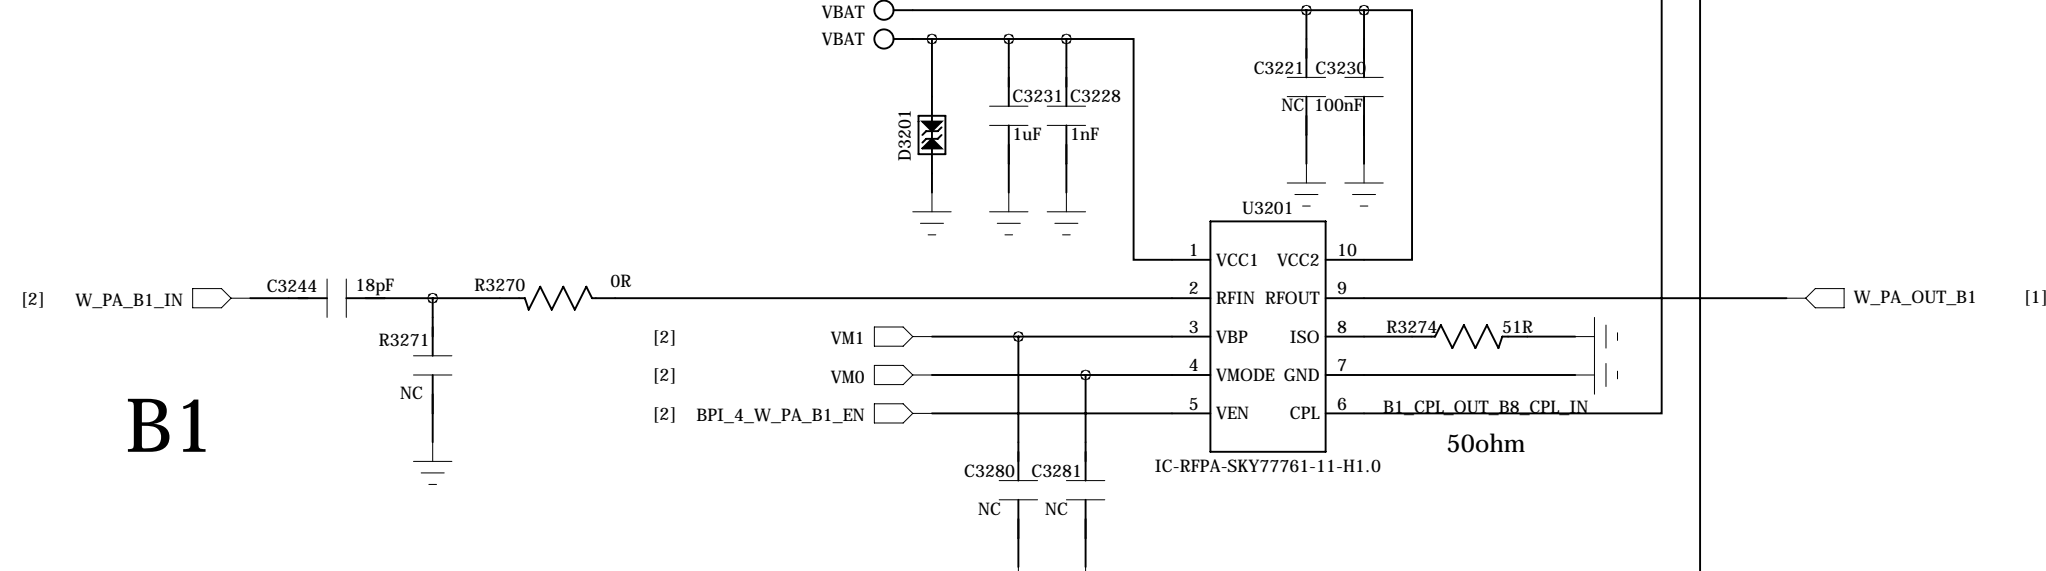 VBAT
VBAT
C3221 C3230
NC 100nF
C3231 C3228
1uF 1nF
D3201
U3201
1 VCC1 VCC2 10
[2] W_PA_B1_IN C3244 18pF R3270 0R 2 RFIN RFOUT 9 W_PA_OUT_B1 [1]
R3271
NC
[2] VM1 3 VBP ISO 8 R3274 51R
[2] VM0 4 VMODE GND 7
[2] BPI_4_W_PA_B1_EN 5 VEN CPL 6 B1_CPL_OUT_B8_CPL_IN
B1
50ohm
IC-RFPA-SKY77761-11-H1.0
C3280 C3281
NC NC